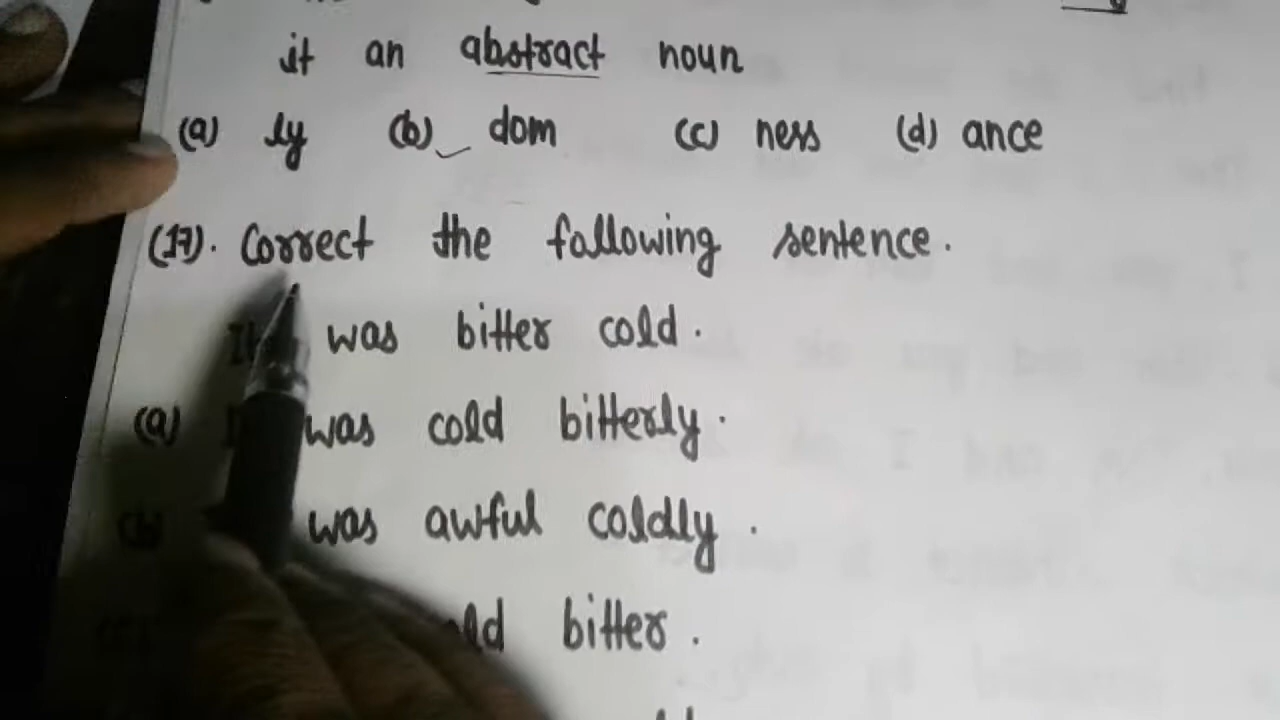 it an abstract noun
(a) ly (b) dom (c) ness (d) ance
(17). Correct the following sentence.
was bitter cold.
(a) was cold bitterly.
(b) was awful coldly.
bitter.